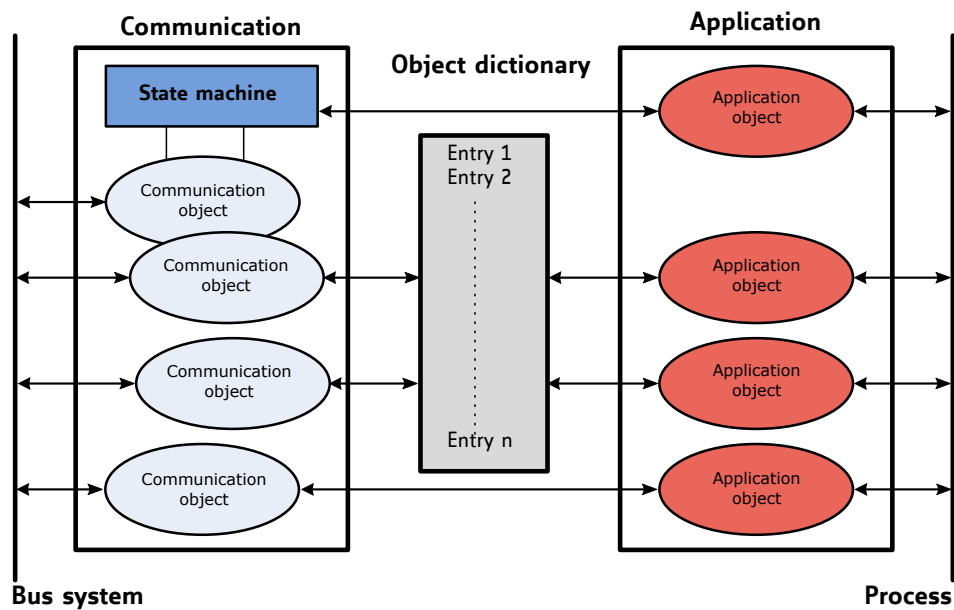 Communication
Application
Object dictionary
State machine
Application
object
Entry 1
Entry 2
Communication
object
Communication
object
Application
object
Communication
object
Application
object
Entry n
Communication
object
Application
object
Bus system
Process